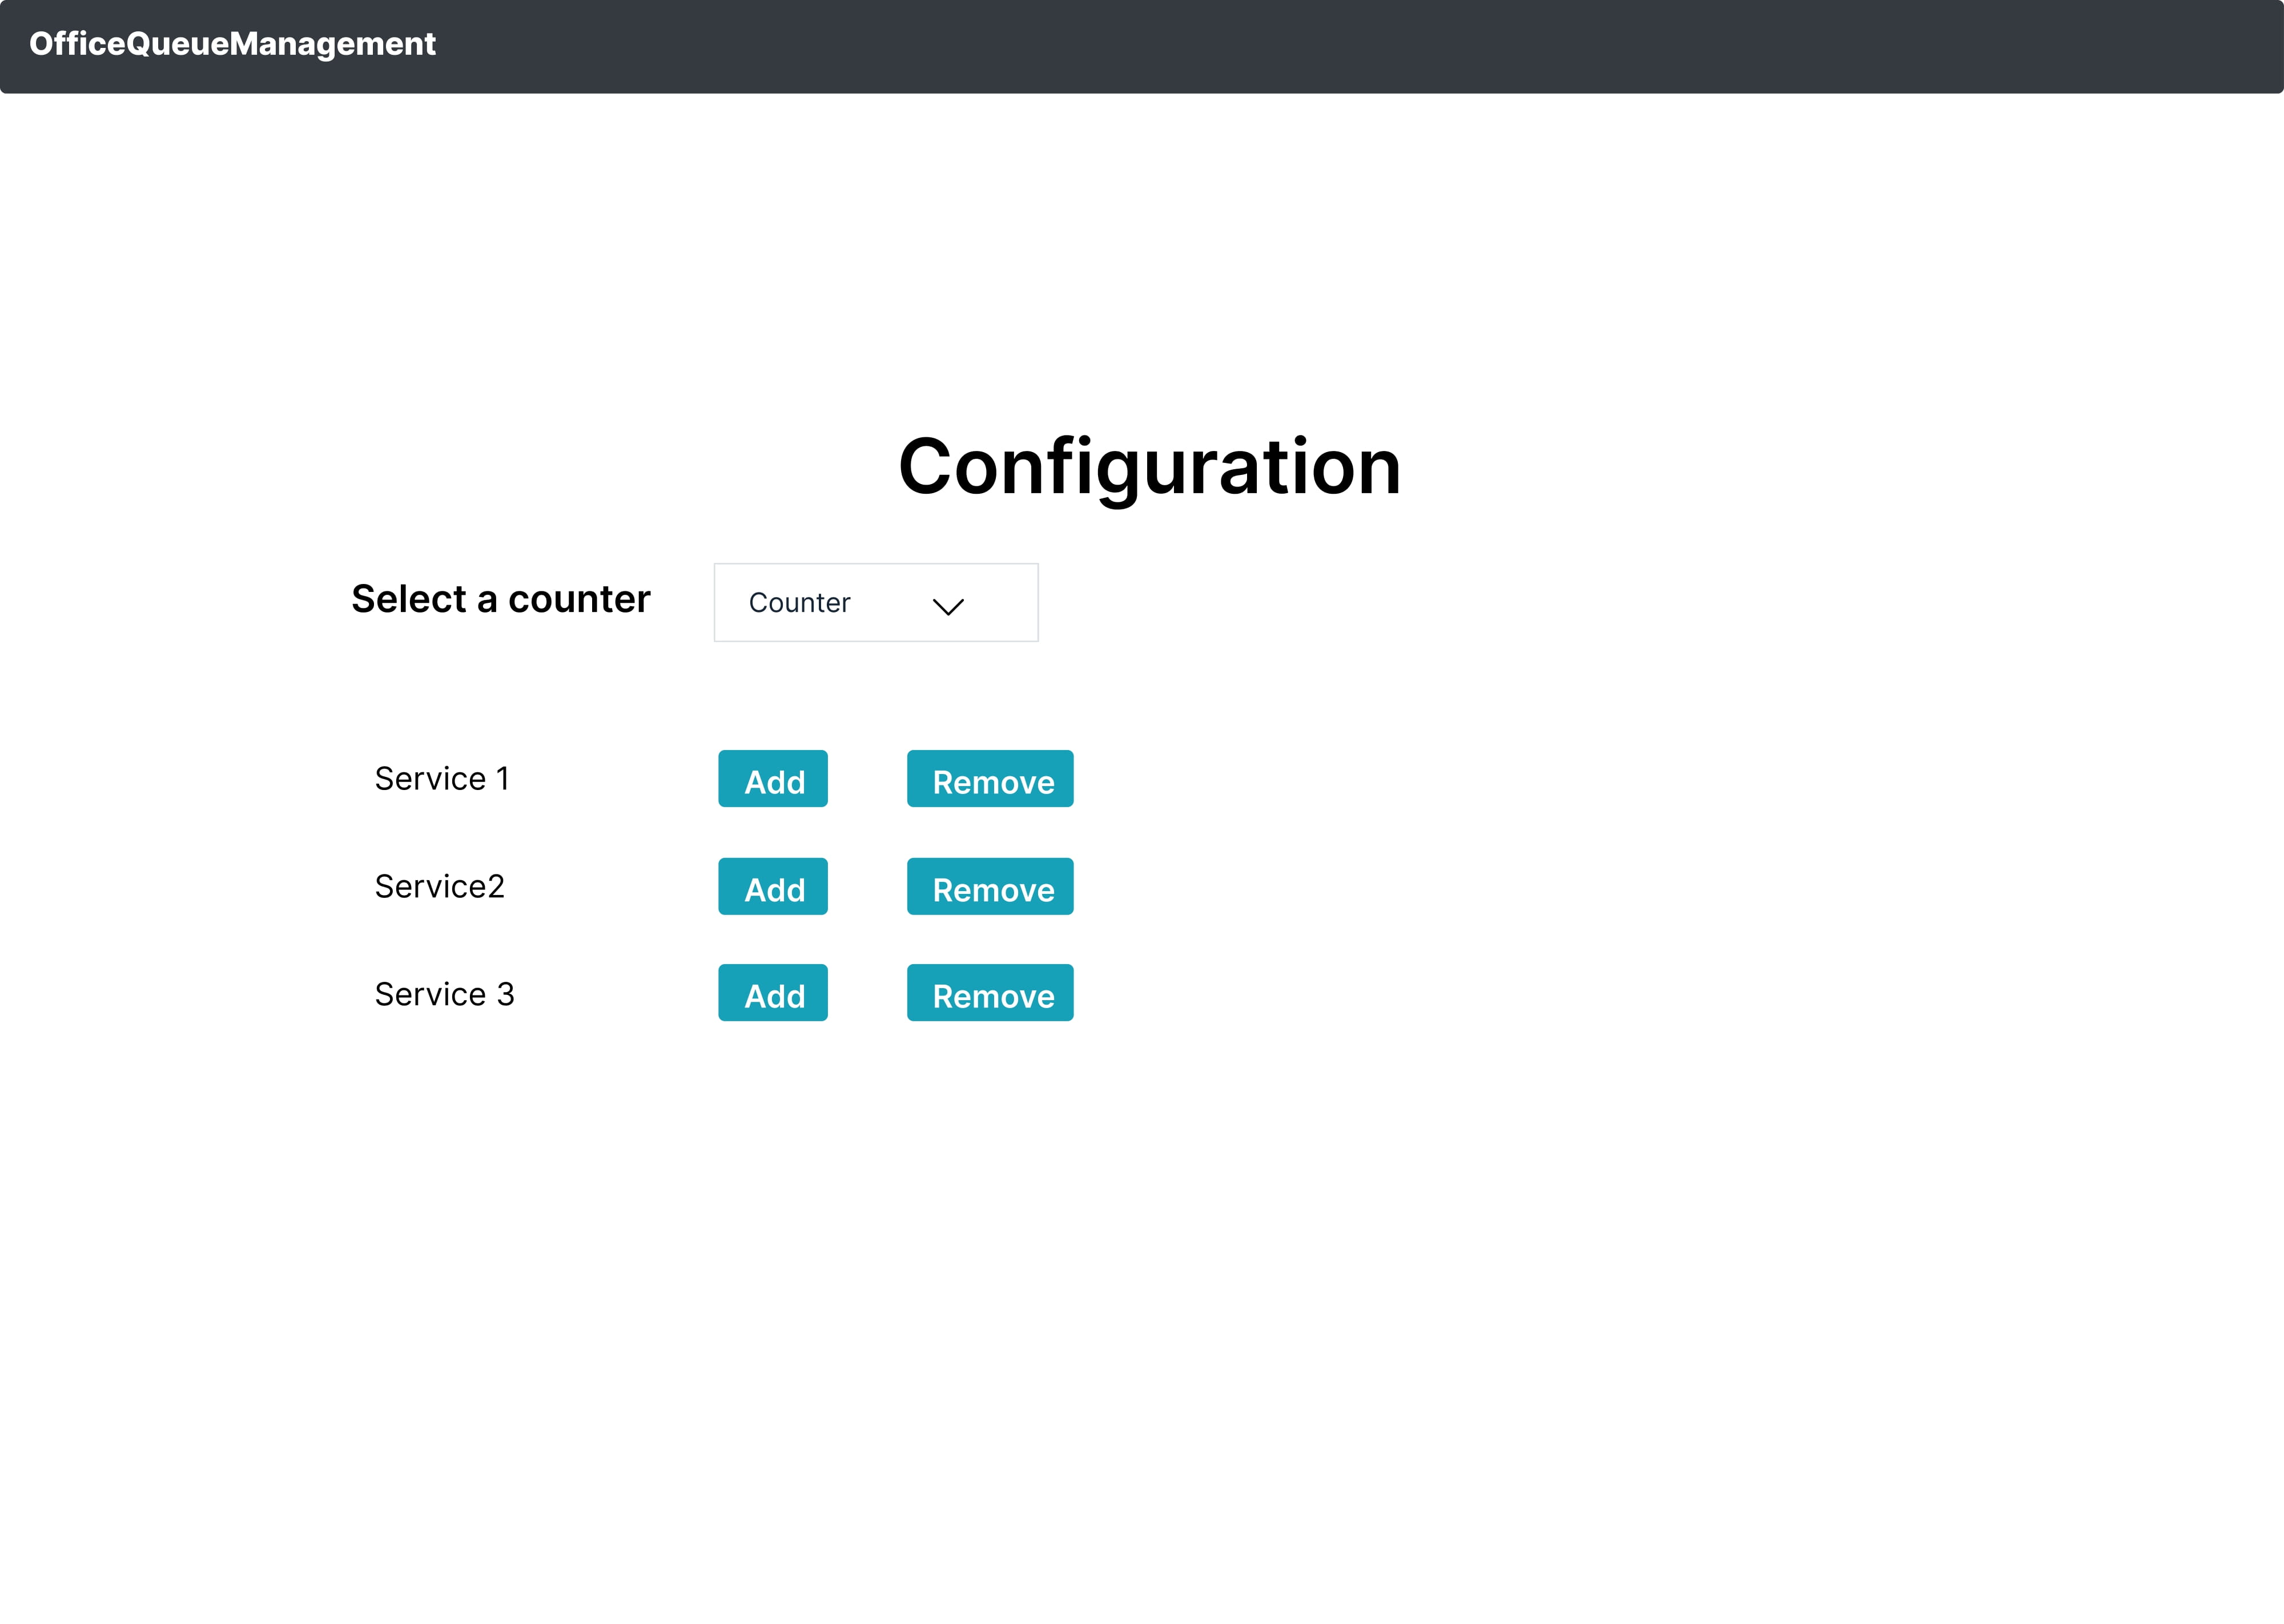 OfficeQueueManagement
Configuration
Select a counter Counter
Service 1 Add Remove
Service2 Add Remove
Service 3 Add Remove